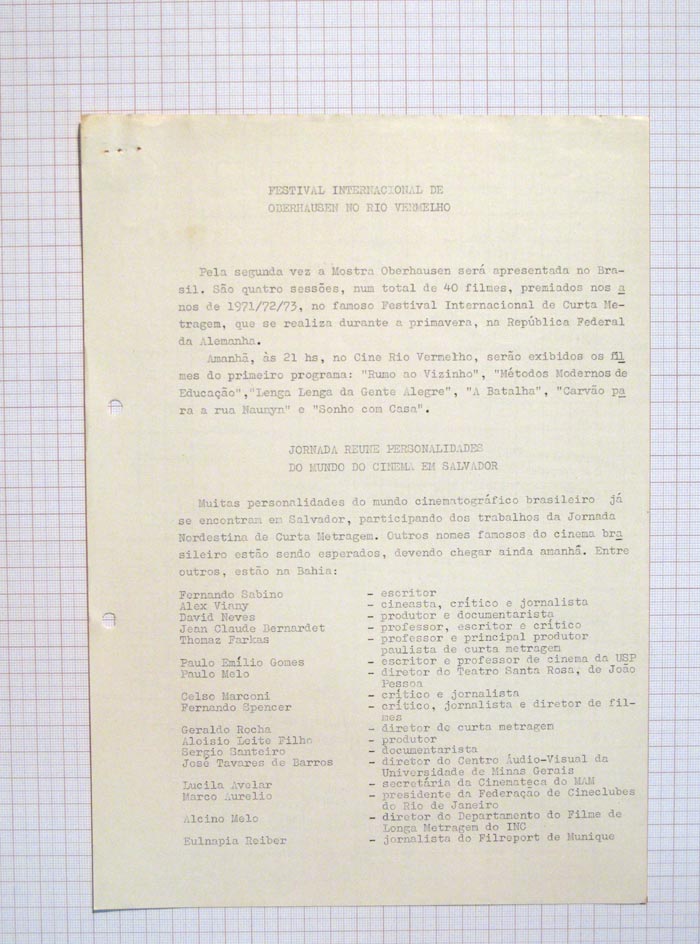 FESTIVAL INTERNACIONAL DE
OBERHAUSEN NO RIO VERMELHO
Pela segunda vez a Mostra Oberhausen será apresentada no Bra-
sil. São quatro sessões, num total de 40 filmes, premiados nos a
nos de 1971/72/73, no famoso Festival Internacional de Curta Me-
tragem, que se realiza durante a primavera, na República Federal
da Alemanha.
Amanhã, às 21 hs, no Cine Rio Vermelho, serão exibidos os fil
mes do primeiro programa: "Rumo ao Vizinho", "Métodos Modernos de
Educação","Lenga Lenga da Gente Alegre", "A Batalha", "Carvão pa
ra a rua Naunyn" e "Sonho com Casa".
JORNADA REUNE PERSONALIDADES
DO MUNDO DO CINEMA EM SALVADOR
Muitas personalidades do mundo cinematográfico brasileiro já
se encontram em Salvador, participando dos trabalhos da Jornada
Nordestina de Curta Metragem. Outros nomes famosos do cinema bra
sileiro estão sendo esperados, devendo chegar ainda amanhã. Entre
outros, estão na Bahia:
Fernando Sabino - escritor
Alex Viany - cineasta, crítico e jornalista
David Neves - produtor e documentarista
Jean Claude Bernardet - professor, escritor e crítico
Thomaz Farkas - professor e principal produtor
paulista de curta metragem
Paulo Emílio Gomes - escritor e professor de cinema da USP
Paulo Melo - diretor do Teatro Santa Rosa, de João
Pessoa
Celso Marconi - crítico e jornalista
Fernando Spencer - crítico, jornalista e diretor de fil-
mes
Geraldo Rocha - diretor de curta metragem
Aloisio Leite Filho - produtor
Sergio Santeiro - documentarista
José Tavares de Barros - diretor do Centro Áudio-Visual da
Universidade de Minas Gerais
Lucila Avelar - secretária da Cinemateca do MAM
Marco Aurelio - presidente da Federação de Cineclubes
do Rio de Janeiro
Alcino Melo - diretor do Departamento do Filme de
Longa Metragem do INC
Eulnapia Reiber - jornalista do Filreport de Munique